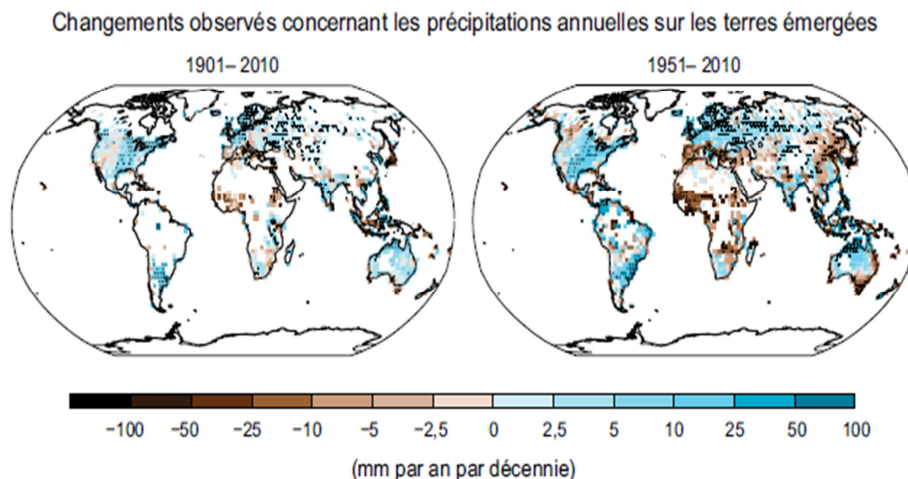 Changements observés concernant les précipitations annuelles sur les terres émergées
1901– 2010
1951– 2010
−100 −50 −25 −10 −5 −2,5 0 2,5 5 10 25 50 100
(mm par an par décennie)